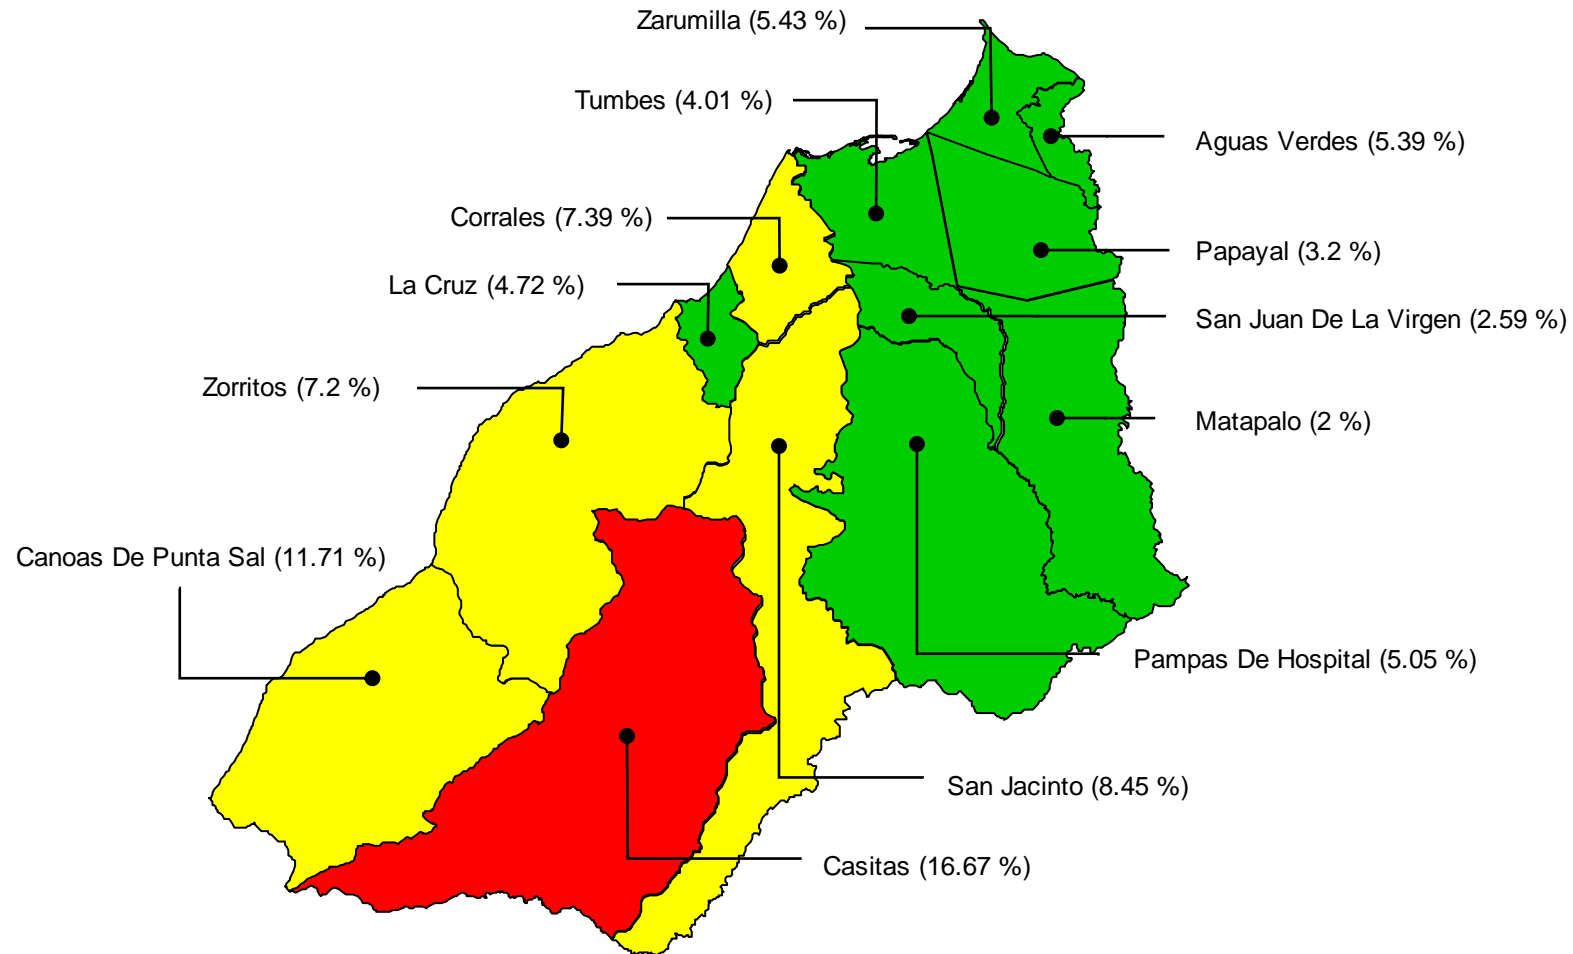 Zarumilla (5.43 %)
Tumbes (4.01 %)
Aguas Verdes (5.39 %)
Corrales (7.39 %)
Papayal (3.2 %)
La Cruz (4.72 %)
San Juan De La Virgen (2.59 %)
Zorritos (7.2 %)
Matapalo (2 %)
Canoas De Punta Sal (11.71 %)
Pampas De Hospital (5.05 %)
San Jacinto (8.45 %)
Casitas (16.67 %)